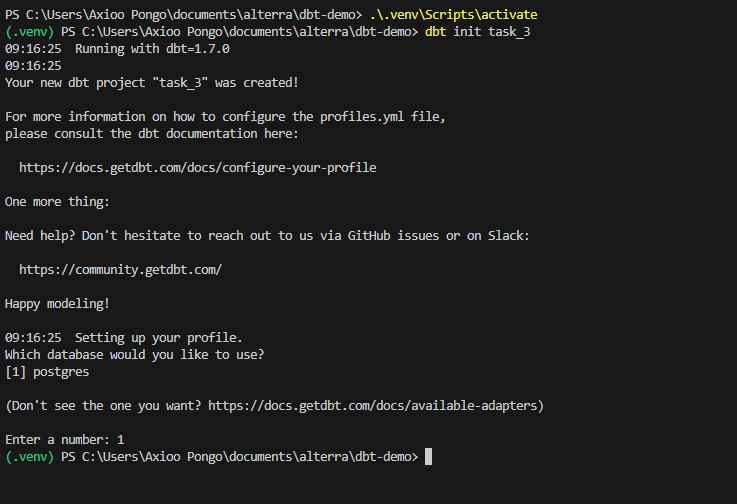 PS C:\Users\Axioo Pongo\documents\alterra\dbt-demo> .\.venv\Scripts\activate
(.venv) PS C:\Users\Axioo Pongo\documents\alterra\dbt-demo> dbt init task_3
09:16:25  Running with dbt=1.7.0
09:16:25
Your new dbt project "task_3" was created!
For more information on how to configure the profiles.yml file,
please consult the dbt documentation here:
https://docs.getdbt.com/docs/configure-your-profile
One more thing:
Need help? Don't hesitate to reach out to us via GitHub issues or on Slack:
https://community.getdbt.com/
Happy modeling!
09:16:25  Setting up your profile.
Which database would you like to use?
[1] postgres
(Don't see the one you want? https://docs.getdbt.com/docs/available-adapters)
Enter a number: 1
(.venv) PS C:\Users\Axioo Pongo\documents\alterra\dbt-demo>